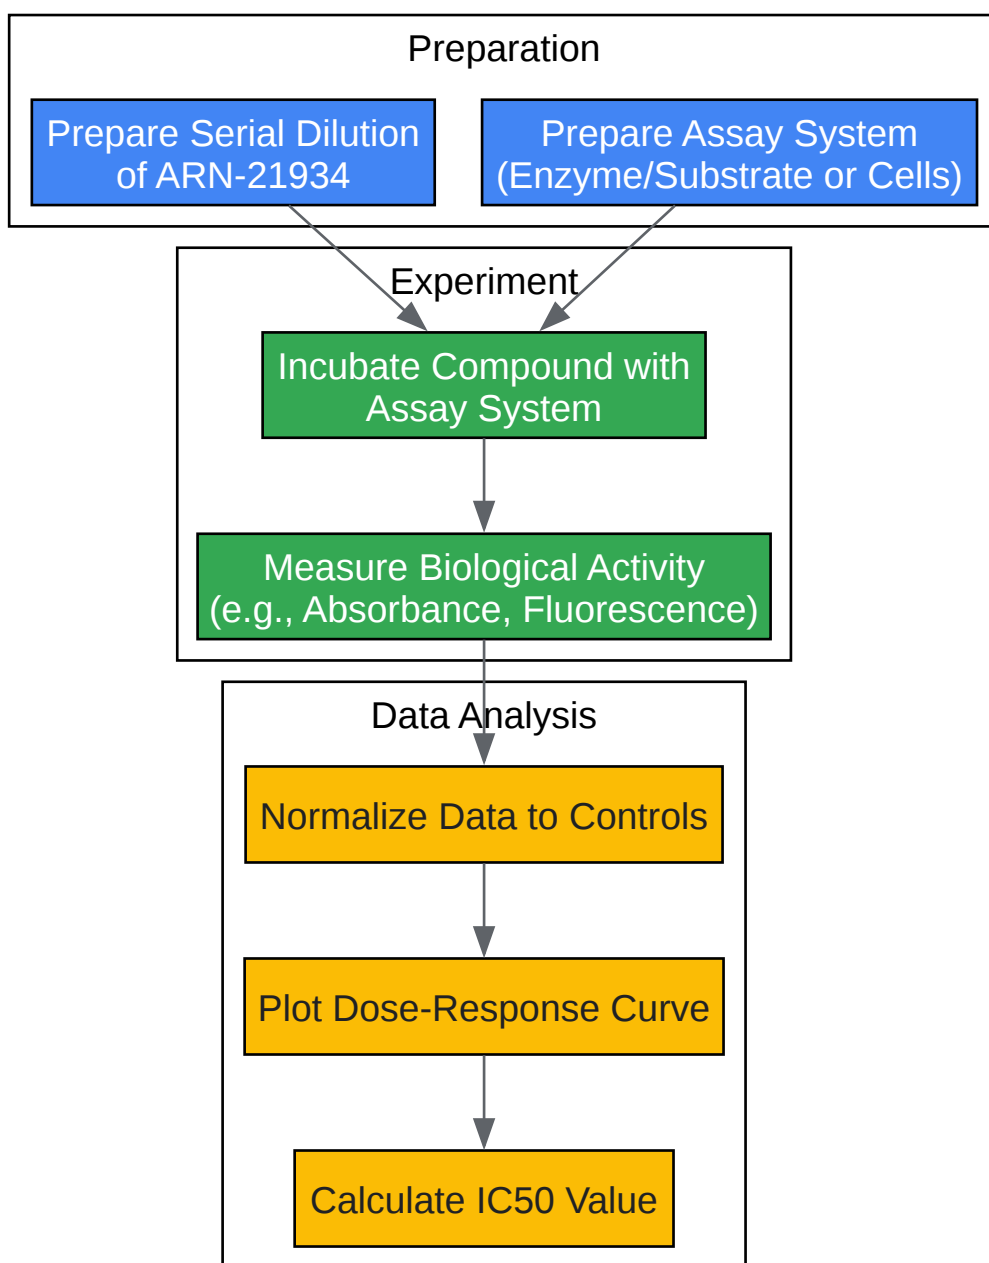 Preparation
Prepare Serial Dilution
of ARN-21934
Prepare Assay System
(Enzyme/Substrate or Cells)
Experiment
Incubate Compound with
Assay System
Measure Biological Activity
(e.g., Absorbance, Fluorescence)
Data Analysis
Normalize Data to Controls
Plot Dose-Response Curve
Calculate IC50 Value